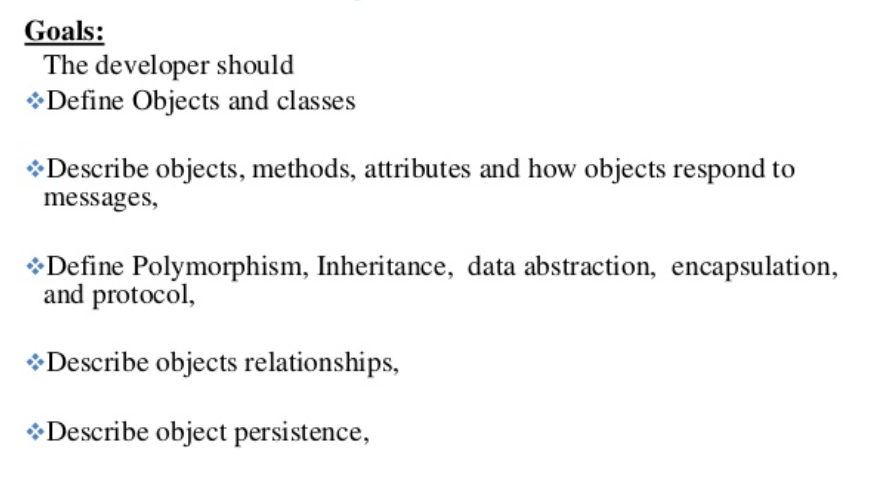 Goals:
The developer should
❖Define Objects and classes
❖Describe objects, methods, attributes and how objects respond to
messages,
❖Define Polymorphism, Inheritance, data abstraction, encapsulation,
and protocol,
❖Describe objects relationships,
❖Describe object persistence,